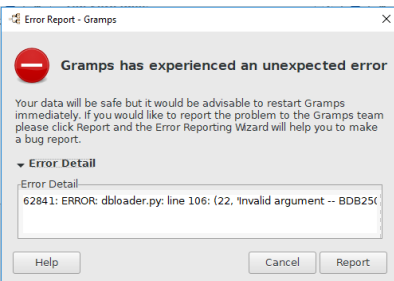 Error Report - Gramps
Gramps has experienced an unexpected error
Your data will be safe but it would be advisable to restart Gramps
immediately. If you would like to report the problem to the Gramps team
please click Report and the Error Reporting Wizard will help you to make
a bug report.
Error Detail
Error Detail
62841: ERROR: dbloader.py: line 106: (22, 'Invalid argument -- BDB250
Help
Cancel
Report